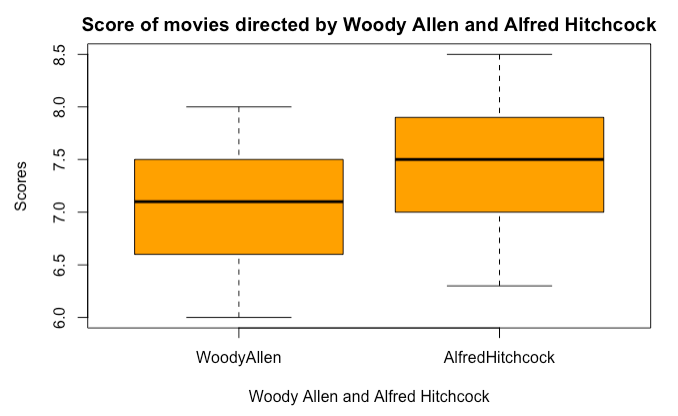 Score of movies directed by Woody Allen and Alfred Hitchcock
Scores
8.5
8.0
7.5
7.0
6.5
6.0
WoodyAllen
AlfredHitchcock
Woody Allen and Alfred Hitchcock